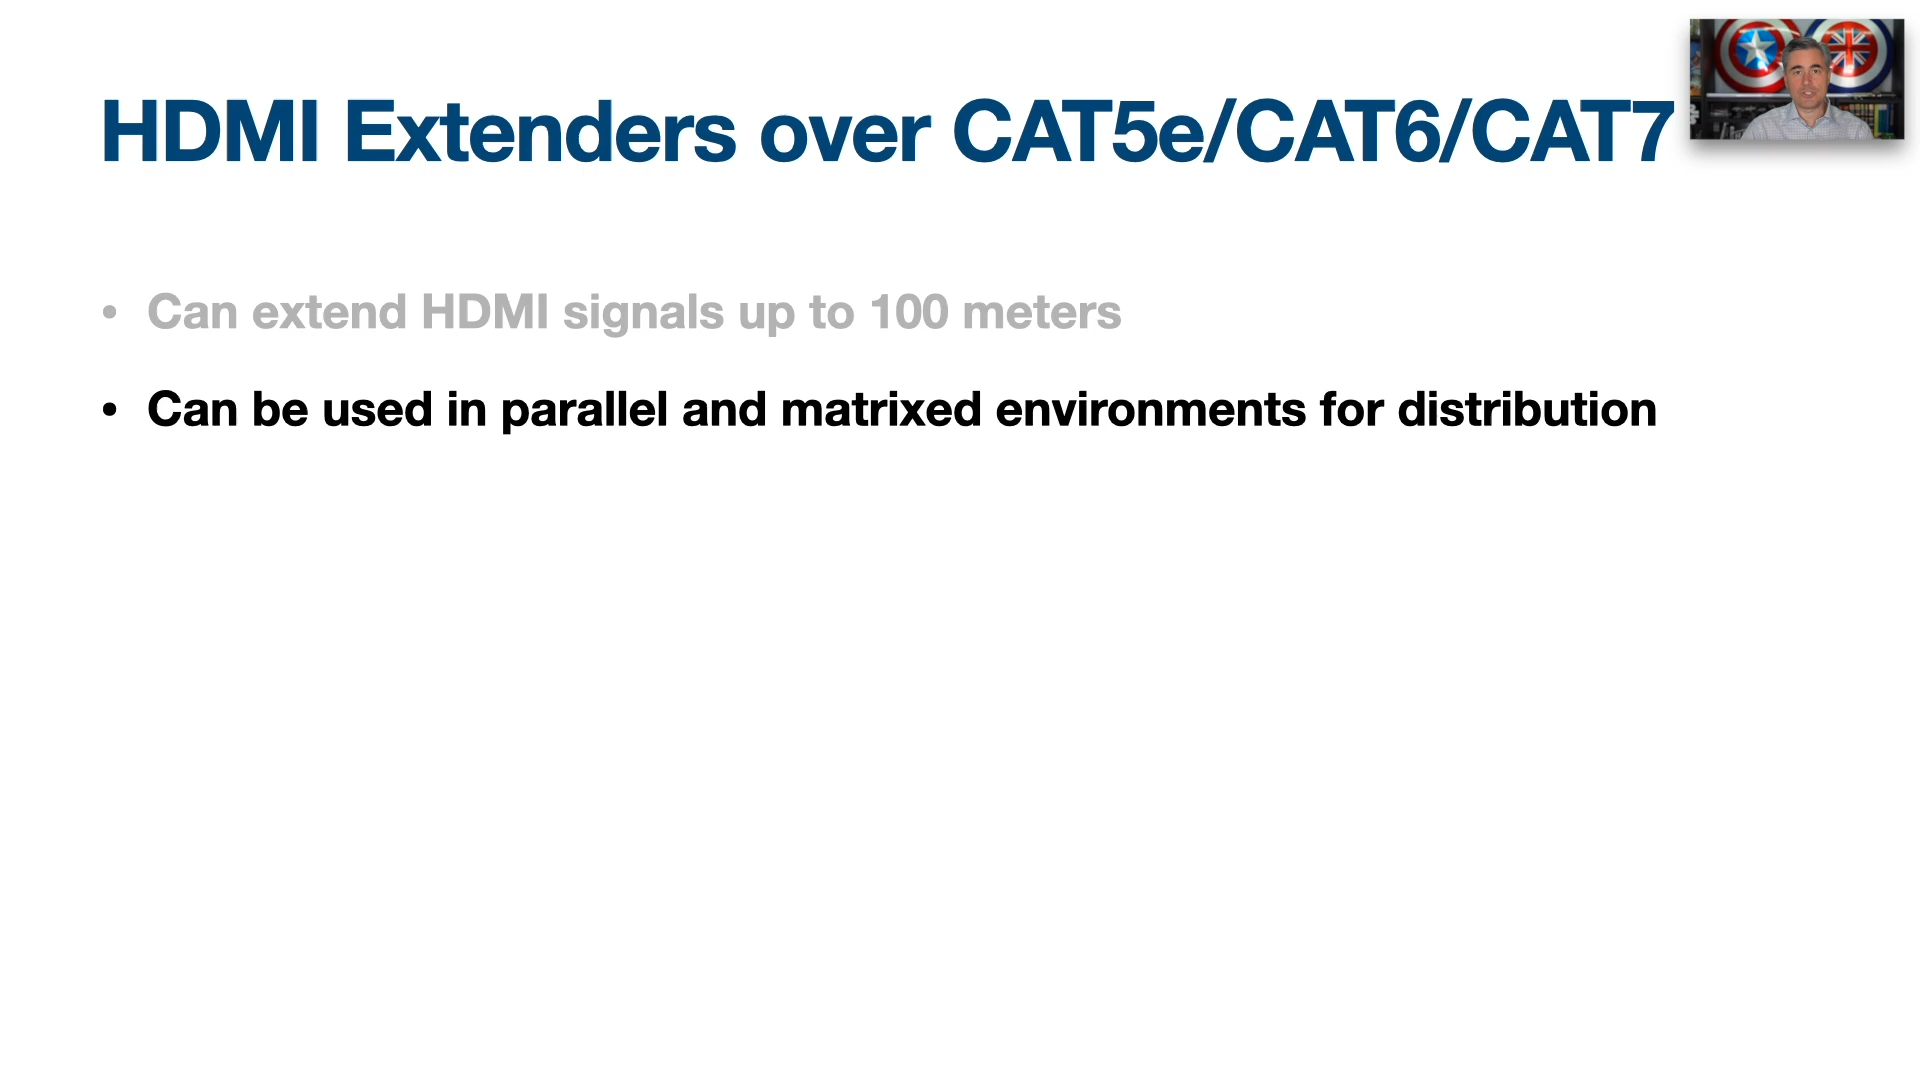 HDMI Extenders over CAT5e/CAT6/CAT7
• Can extend HDMI signals up to 100 meters
• Can be used in parallel and matrixed environments for distribution